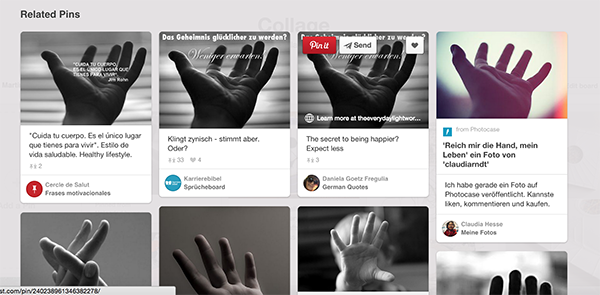 Collage
Related Pins
"CUIDA TU CUERPO,
ES EL ÚNICO LUGAR QUE
TIENES PARA VIVIR".
Jim Rohn
"Cuida tu cuerpo. Es el único lugar
que tienes para vivir". Estilo de
vida saludable. Healthy lifestyle.
2
Cercle de Salut
Frases motivacionales
Das Geheimnis glücklicher zu werden?
Weniger erwarten.
Klingt zynisch - stimmt aber.
Oder?
33 4
Karrierebibel
Sprücheboard
Das Geheimnis glücklicher zu werden?
Pin it
Send
Weniger erwarten.
Learn more at theeverydaylightwor...
The secret to being happier?
Expect less
3
Daniela Goetz Fregulia
German Quotes
from Photocase
'Reich mir die Hand, mein
Leben' ein Foto von
'claudiarndt'
Ich habe gerade ein Foto auf
Photocase veröffentlicht. Kannste
liken, kommentieren und kaufen.
Claudia Hesse
Meine Fotos
st.com/pin/240238961346382278/